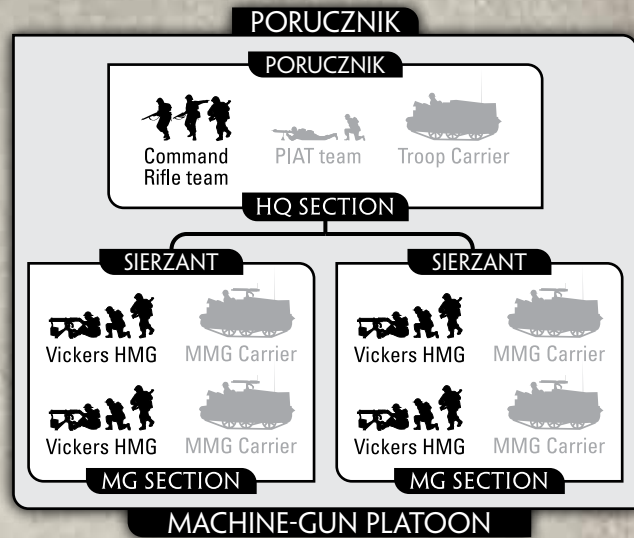 PORUCZNIK
PORUCZNIK
Command
Rifle team
PIAT team
Troop Carrier
HQ SECTION
SIERZANT
Vickers HMG
MMG Carrier
Vickers HMG
MMG Carrier
MG SECTION
SIERZANT
Vickers HMG
MMG Carrier
Vickers HMG
MMG Carrier
MG SECTION
MACHINE-GUN PLATOON